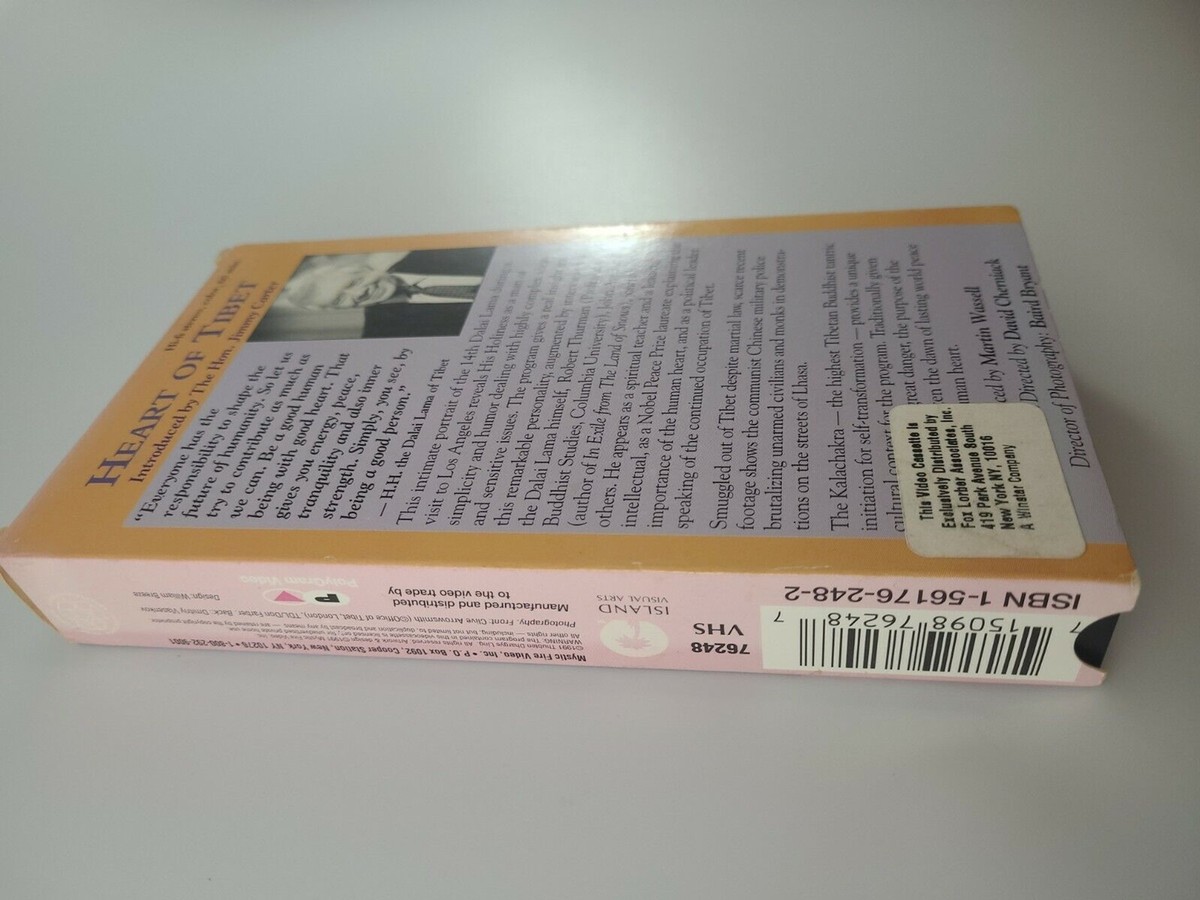 HEART OF TIBET
Introduced by The Hon. Jimmy Carter
“Everyone has the
responsibility to shape the
future of humanity. So let us
try to contribute as much as
we can. Be a good human
being with good heart. That
gives you energy, peace,
tranquility and also inner
strength. Simply, you see, by
being a good person.”
— H.H. the Dalai Lama of Tibet
This intimate portrait of the 14th Dalai Lama during a
visit to Los Angeles reveals His Holiness as a man of
simplicity and humor dealing with highly complex
and sensitive issues. The program gives a real
this remarkable personality, augmented by
the Dalai Lama himself, Robert Thurman
Buddhist Studies, Columbia University),
(author of In Exile from The Land of Snows),
others. He appears as a spiritual teacher and a
intellectual, as a Nobel Peace Prize laureate explaining the
importance of the human heart, and as a political leader
speaking of the continued occupation of Tibet.
Smuggled out of Tibet despite martial law, scarce recent
footage shows the communist Chinese military police
brutalizing unarmed civilians and monks in demonstra-
tions on the streets of Lhasa.
The Kalachakra — the highest Tibetan Buddhist tantric
initiation for self-transformation — provides a unique
cultural context for the program. Traditionally given
great danger, the purpose of the
the dawn of lasting world peace
human heart.
by Martin Wassell
Directed by David Cherniack
Director of Photography: Baird Bryant
This Video Cassette is
Exclusively Distributed by
Fox Lorber Associates, Inc.
419 Park Avenue South
New York NY, 10016
A Winstar Company
ISBN 1-56176-248-2
7 15098 76248 7
76248
VHS
ISLAND
VISUAL ARTS
Manufactured and distributed
to the video trade by
PolyGram Video
Design: William Breeze
Mystic Fire Video, Inc. • P.O. Box 1092, Cooper Station, New York, NY 10276 • 1-800-292-9001